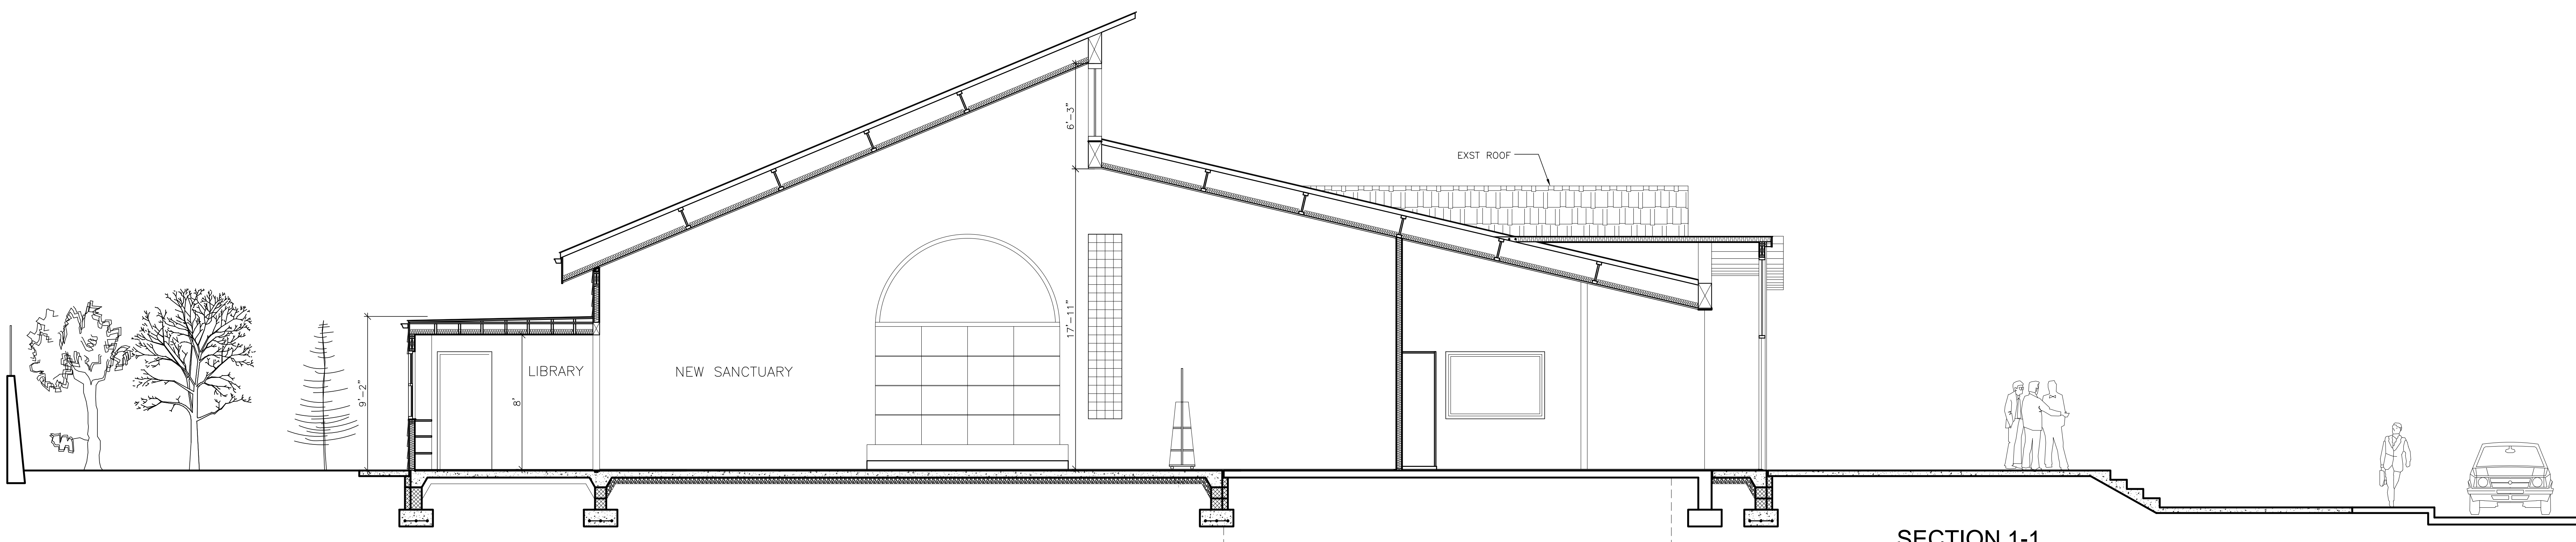 6'-3"
EXST ROOF
17'-11"
9'-2"
8'
LIBRARY
NEW SANCTUARY
SECTION 1-1